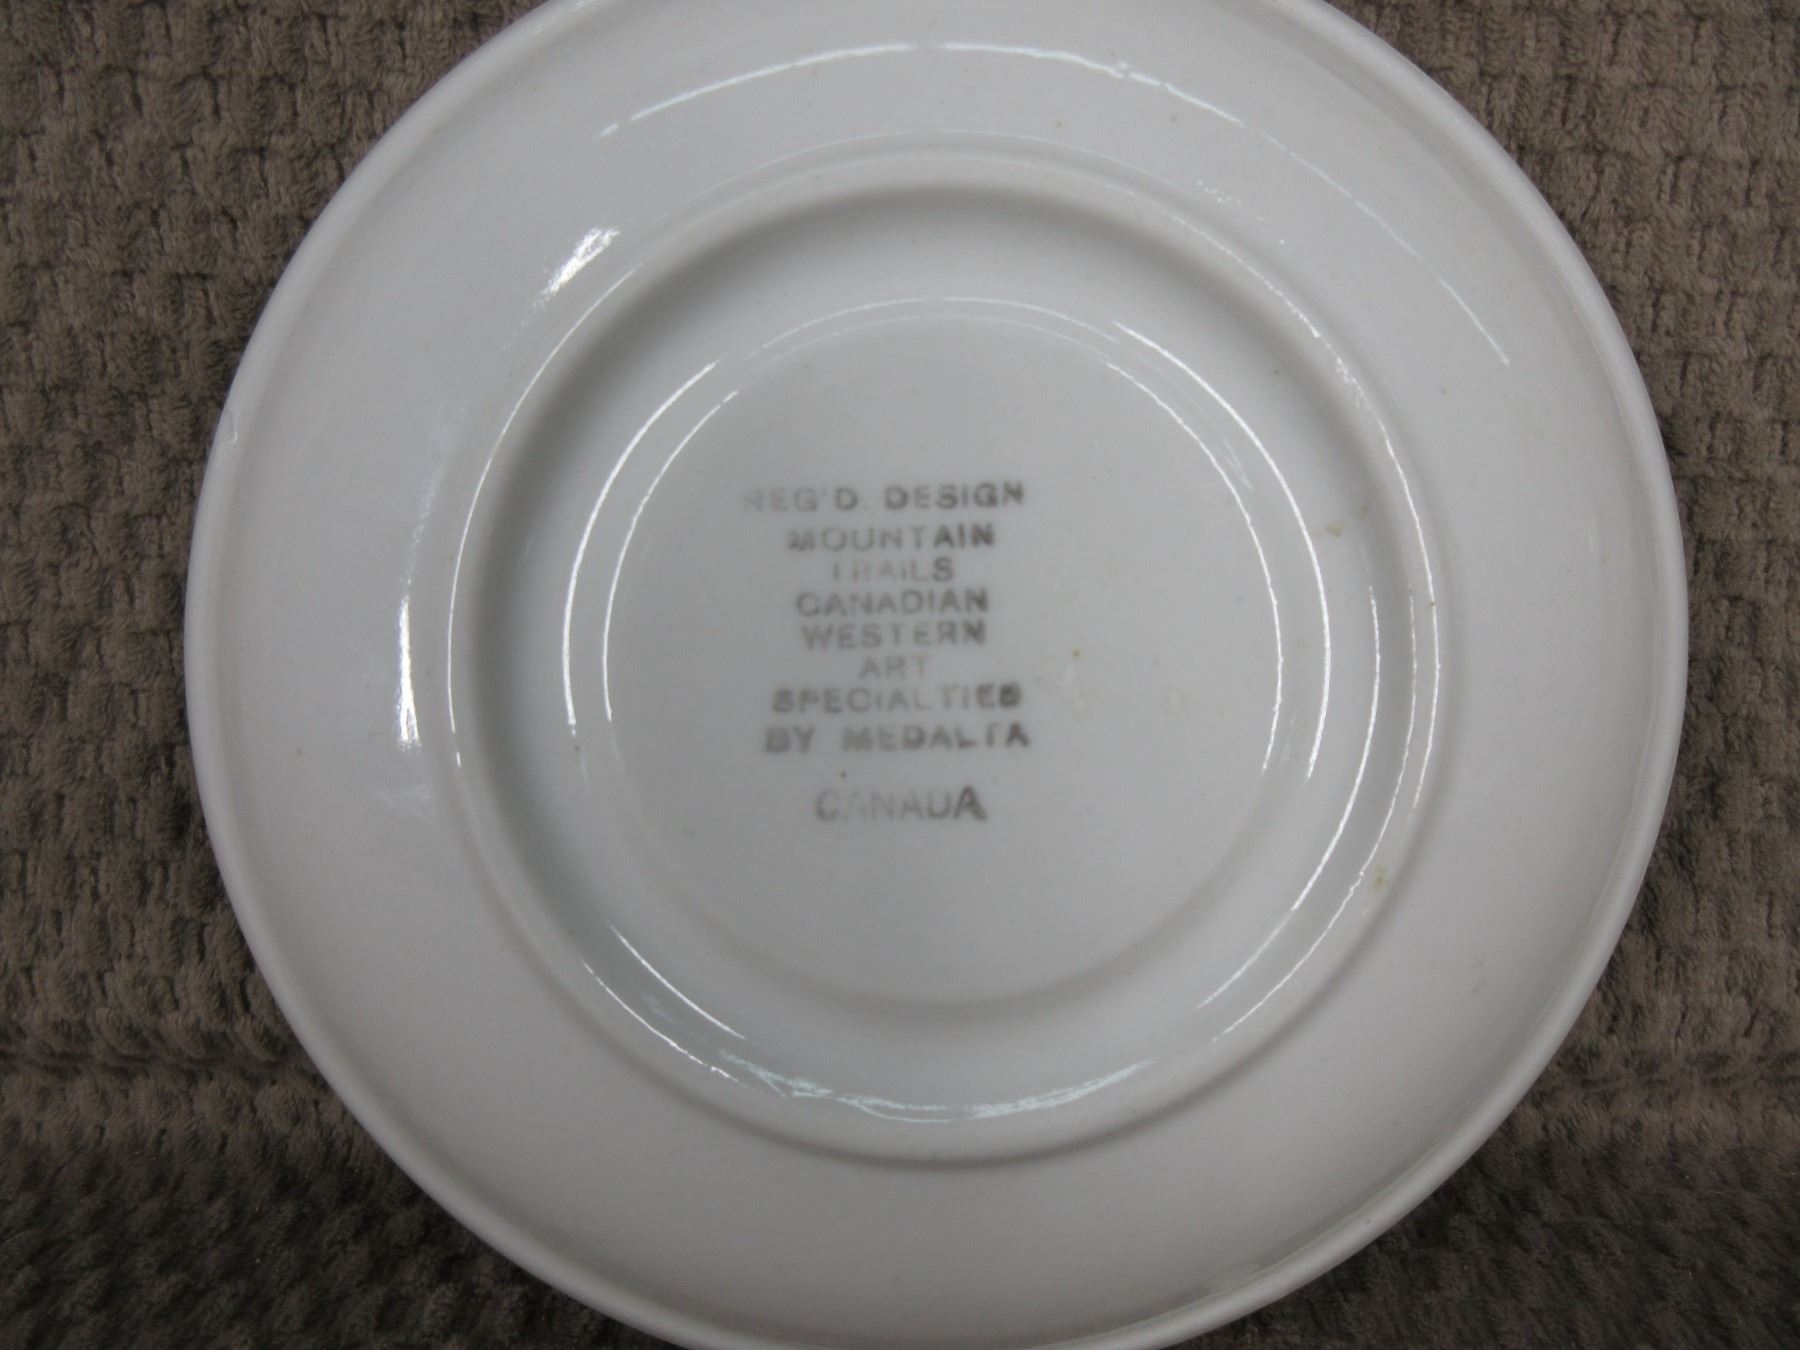 REG'D. DESIGN
MOUNTAIN
TRAILS
CANADIAN
WESTERN
ART
SPECIALTIES
BY MEDALTA
CANADA